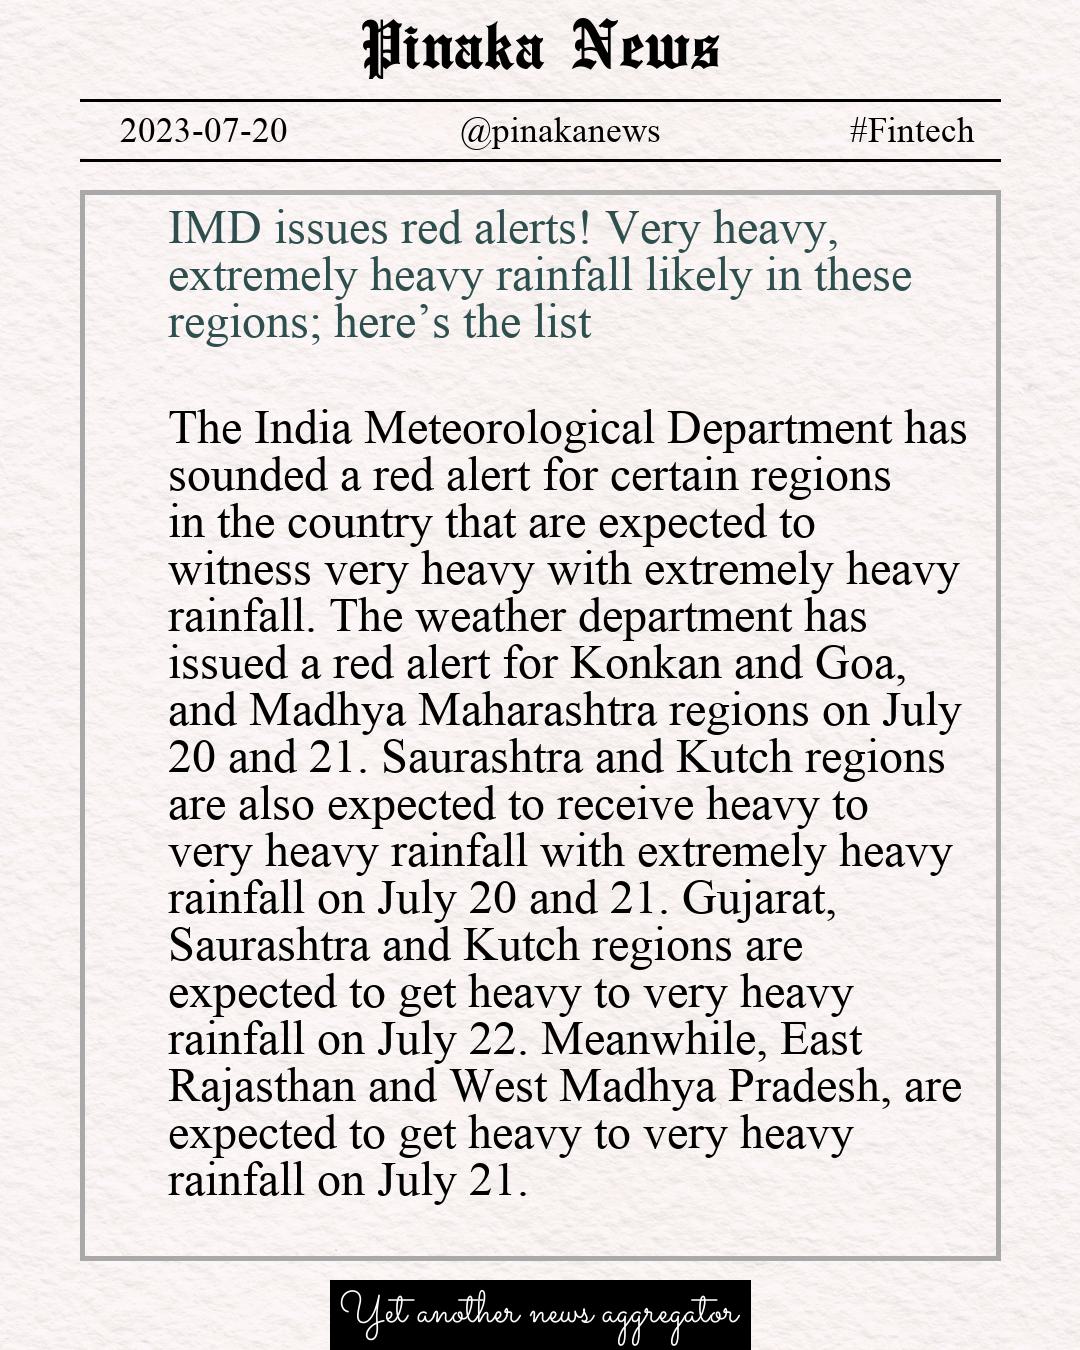 Pinaka News
2023-07-20 @pinakanews #Fintech
IMD issues red alerts! Very heavy,
extremely heavy rainfall likely in these
regions; here’s the list
The India Meteorological Department has
sounded a red alert for certain regions
in the country that are expected to
witness very heavy with extremely heavy
rainfall. The weather department has
issued a red alert for Konkan and Goa,
and Madhya Maharashtra regions on July
20 and 21. Saurashtra and Kutch regions
are also expected to receive heavy to
very heavy rainfall with extremely heavy
rainfall on July 20 and 21. Gujarat,
Saurashtra and Kutch regions are
expected to get heavy to very heavy
rainfall on July 22. Meanwhile, East
Rajasthan and West Madhya Pradesh, are
expected to get heavy to very heavy
rainfall on July 21.
Yet another news aggregator